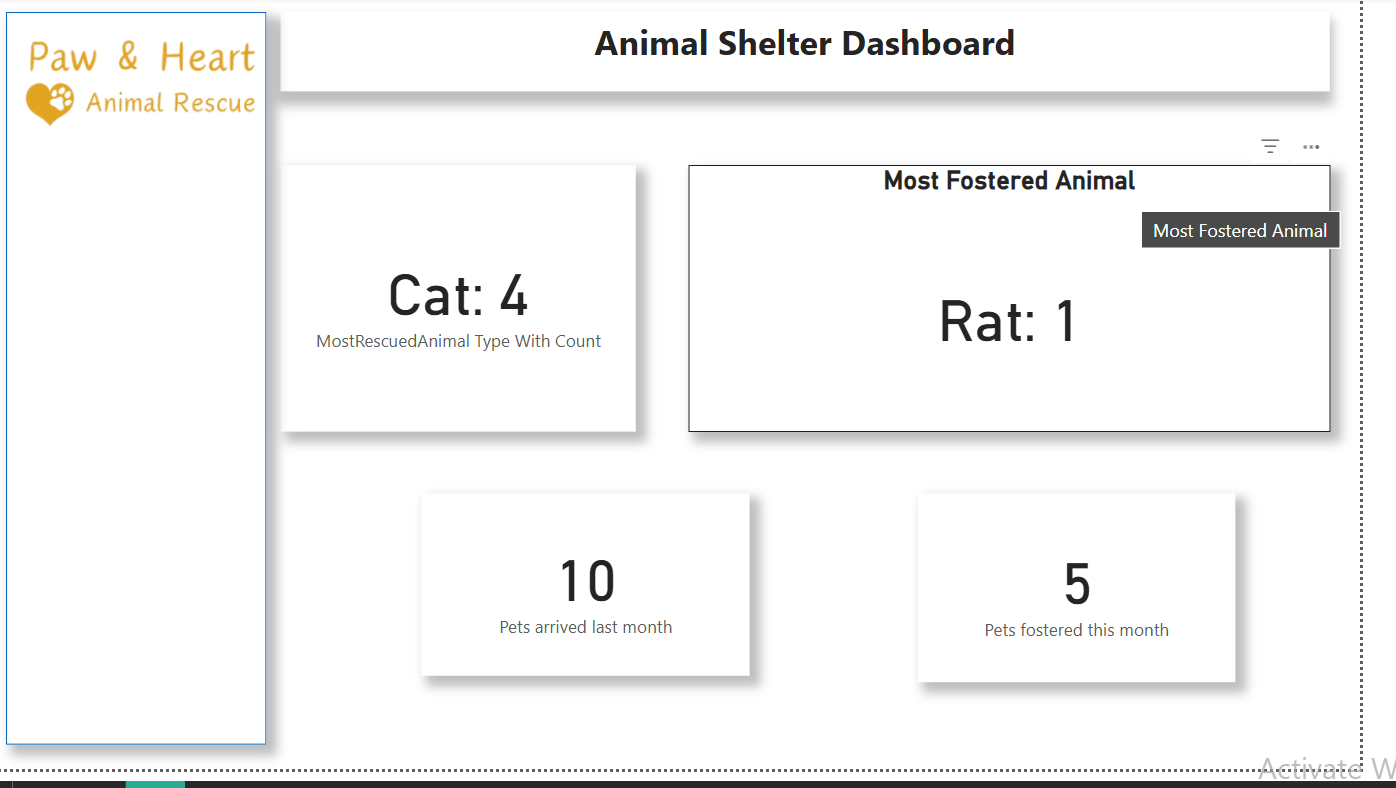 Paw & Heart
Animal Rescue
Animal Shelter Dashboard
Cat: 4
MostRescuedAnimal Type With Count
Most Fostered Animal
Most Fostered Animal
Rat: 1
10
Pets arrived last month
5
Pets fostered this month
Activate W